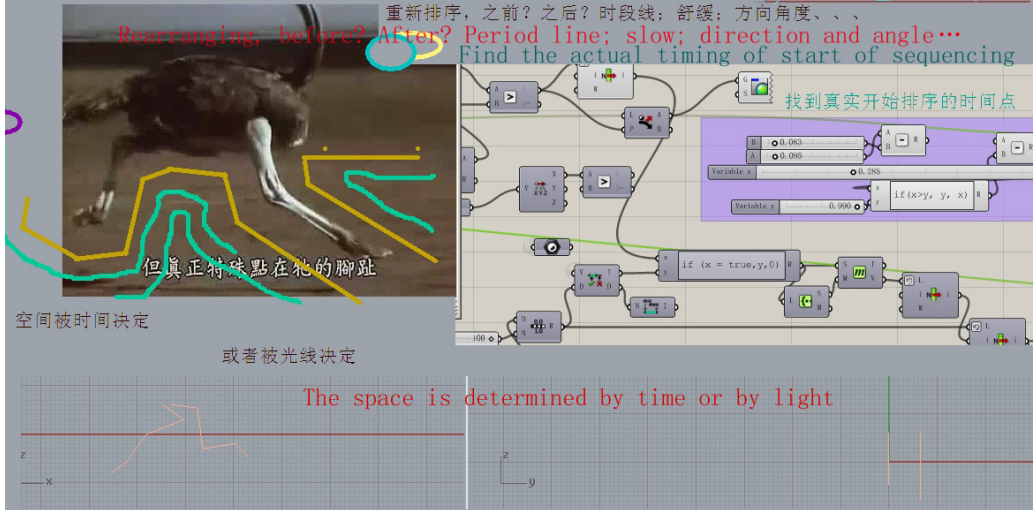 重新排序，之前？之后？时段线；舒缓；方向角度、、、
Rearranging, before? After? Period line; slow; direction and angle…
Find the actual timing of start of sequencing
找到真实开始排序的时间点
B 0.083
A 0.095
A B R
Variable x 0.285
x y if(x>y, y, x) R
Variable y 0.990
A B
L P A B
G S
i W i
V X Y Z
XYZ
x y if (x = true,y,0) R
V D I D
N I
L S M
S M I X
L W i
D N R
100
但真正特殊點在牠的腳趾
空间被时间决定
或者被光线决定
The space is determined by time or by light
z
x
z
y